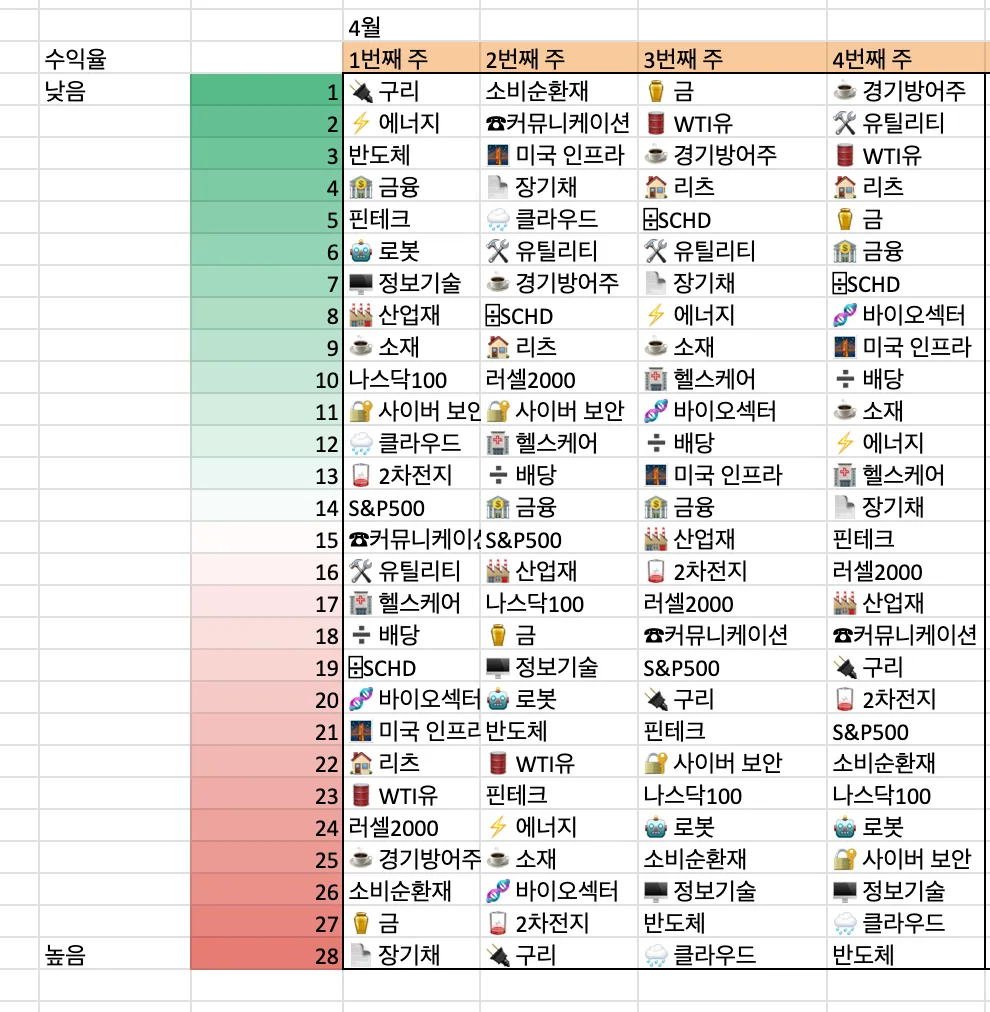 4월
수익율 1번째 주 2번째 주 3번째 주 4번째 주
낮음 1 🔌 구리 소비순환재 ⚱️ 금 ☕ 경기방어주
2 ⚡ 에너지 ☎커뮤니케이션 🛢️ WTI유 🛠️ 유틸리티
3 반도체 🌉 미국 인프라 ☕ 경기방어주 🛢️ WTI유
4 🏦 금융 📄 장기채 🏠 리츠 🏠 리츠
5 핀테크 🌧️ 클라우드 🗄SCHD ⚱️ 금
6 🤖 로봇 🛠️ 유틸리티 🛠️ 유틸리티 🏦 금융
7 🖥️ 정보기술 ☕ 경기방어주 📄 장기채 🗄SCHD
8 🏭 산업재 🗄SCHD ⚡ 에너지 🧬 바이오섹터
9 ☕ 소재 🏠 리츠 ☕ 소재 🌉 미국 인프라
10 나스닥100 러셀2000 🏥 헬스케어 ➗ 배당
11 🔐 사이버 보안 🔐 사이버 보안 🧬 바이오섹터 ☕ 소재
12 🌧️ 클라우드 🏥 헬스케어 ➗ 배당 ⚡ 에너지
13 🪫 2차전지 ➗ 배당 🌉 미국 인프라 🏥 헬스케어
14 S&P500 🏦 금융 🏦 금융 📄 장기채
15 ☎커뮤니케이션 S&P500 🏭 산업재 핀테크
16 🛠️ 유틸리티 🏭 산업재 🪫 2차전지 러셀2000
17 🏥 헬스케어 나스닥100 러셀2000 🏭 산업재
18 ➗ 배당 ⚱️ 금 ☎커뮤니케이션 ☎커뮤니케이션
19 🗄SCHD 🖥️ 정보기술 S&P500 🔌 구리
20 🧬 바이오섹터 🤖 로봇 🔌 구리 🪫 2차전지
21 🌉 미국 인프라 반도체 핀테크 S&P500
22 🏠 리츠 🛢️ WTI유 🔐 사이버 보안 소비순환재
23 🛢️ WTI유 핀테크 나스닥100 나스닥100
24 러셀2000 ⚡ 에너지 🤖 로봇 🤖 로봇
25 ☕ 경기방어주 ☕ 소재 소비순환재 🔐 사이버 보안
26 소비순환재 🧬 바이오섹터 🖥️ 정보기술 🖥️ 정보기술
27 ⚱️ 금 🪫 2차전지 반도체 🌧️ 클라우드
높음 28 📄 장기채 🔌 구리 🌧️ 클라우드 반도체